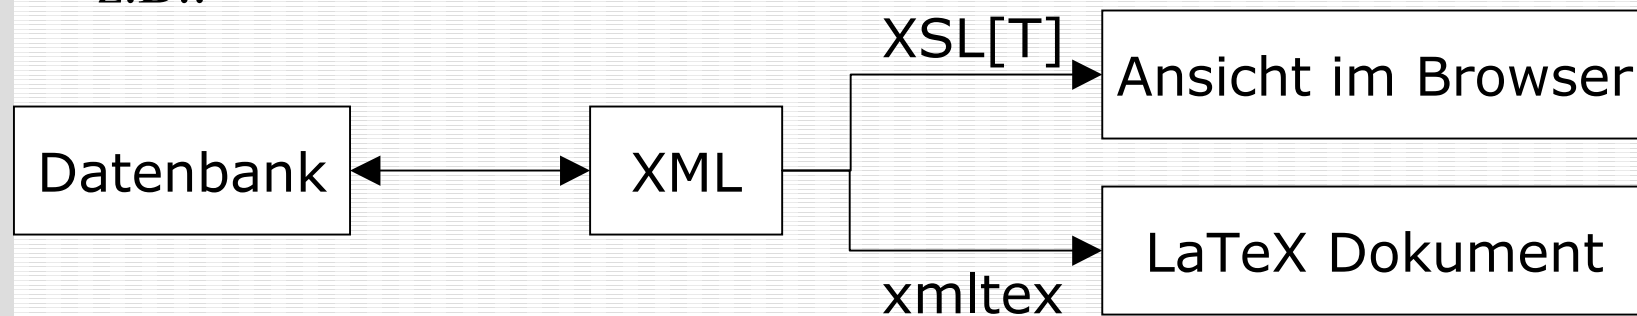 XSL[T]
Ansicht im Browser
Datenbank
XML
LaTeX Dokument
xmltex